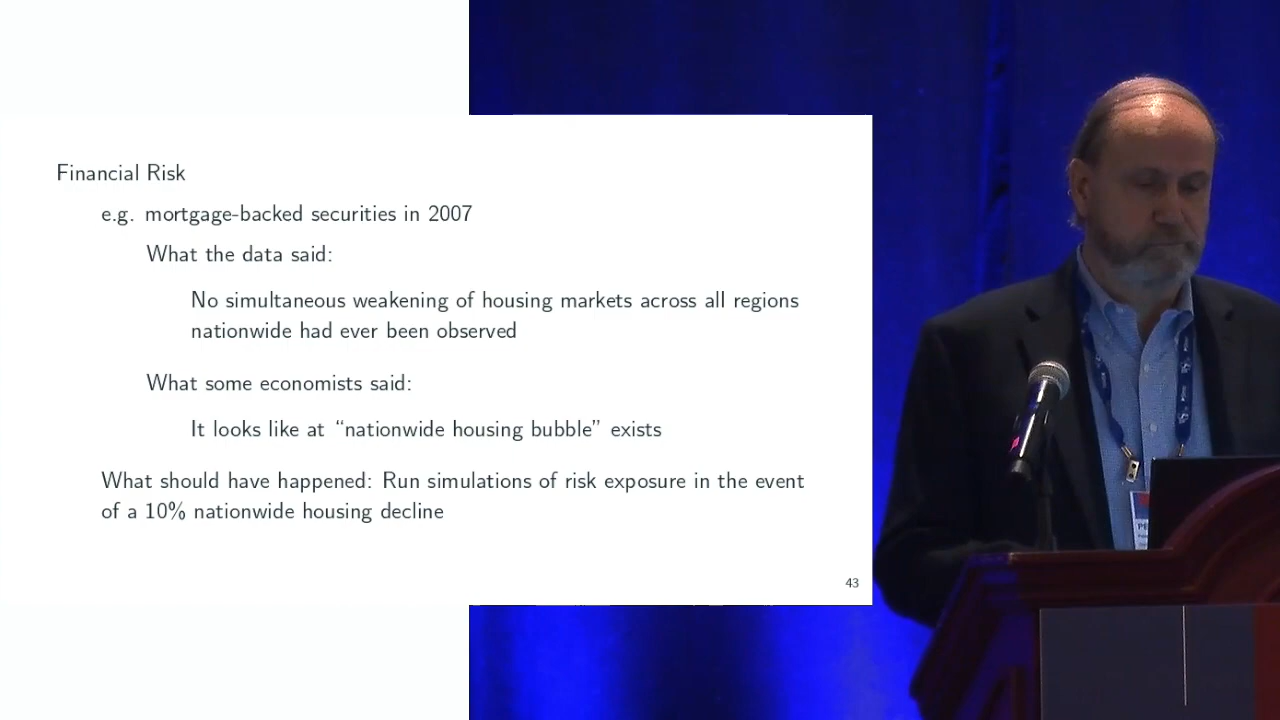 Financial Risk
e.g. mortgage-backed securities in 2007
What the data said:
No simultaneous weakening of housing markets across all regions
nationwide had ever been observed
What some economists said:
It looks like at “nationwide housing bubble” exists
What should have happened: Run simulations of risk exposure in the event
of a 10% nationwide housing decline
43